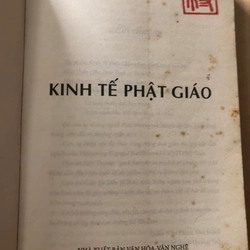 KINH TẾ PHẬT GIÁO
NHÀ XUẤT BẢN VĂN HÓA-VĂN NGHỆ